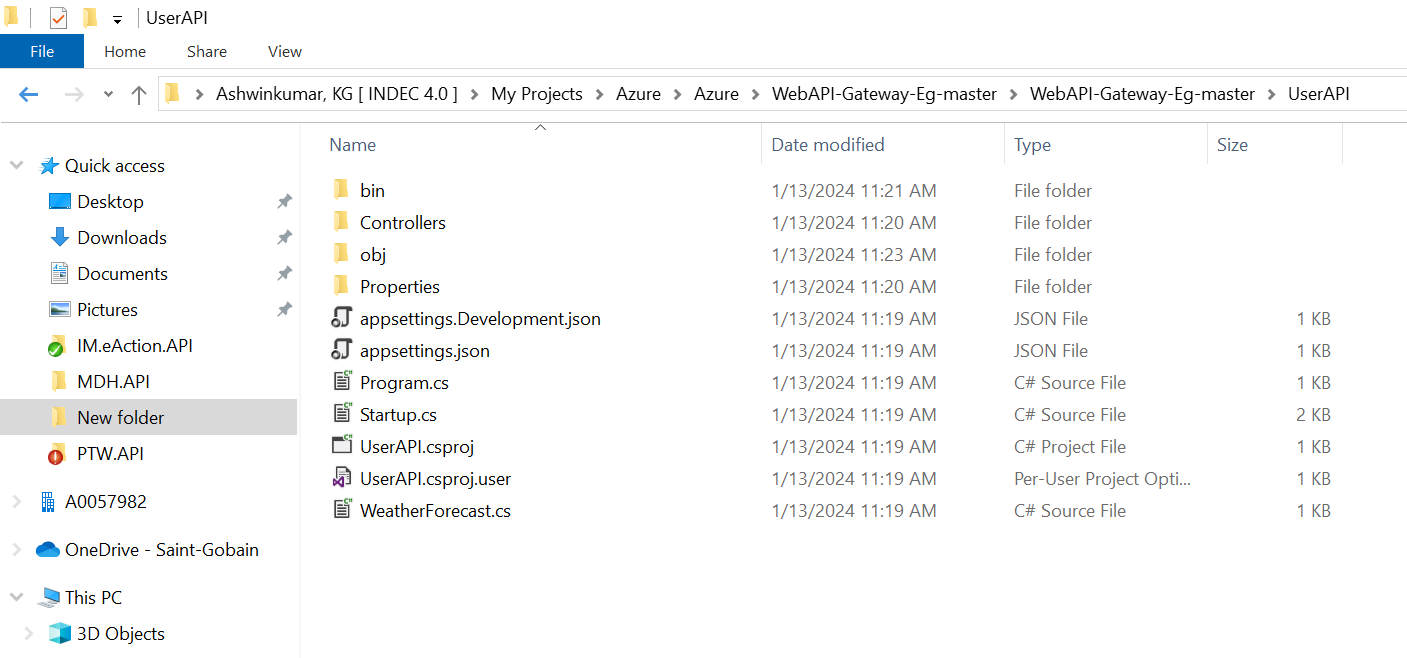 UserAPI
File Home Share View
Ashwinkumar, KG [ INDEC 4.0 ] My Projects Azure Azure WebAPI-Gateway-Eg-master WebAPI-Gateway-Eg-master UserAPI
Quick access
Desktop
Downloads
Documents
Pictures
IM.eAction.API
MDH.API
New folder
PTW.API
A0057982
OneDrive - Saint-Gobain
This PC
3D Objects
Name Date modified Type Size
bin 1/13/2024 11:21 AM File folder
Controllers 1/13/2024 11:20 AM File folder
obj 1/13/2024 11:23 AM File folder
Properties 1/13/2024 11:20 AM File folder
appsettings.Development.json 1/13/2024 11:19 AM JSON File 1 KB
appsettings.json 1/13/2024 11:19 AM JSON File 1 KB
Program.cs 1/13/2024 11:19 AM C# Source File 1 KB
Startup.cs 1/13/2024 11:19 AM C# Source File 2 KB
UserAPI.csproj 1/13/2024 11:19 AM C# Project File 1 KB
UserAPI.csproj.user 1/13/2024 11:19 AM Per-User Project Opti... 1 KB
WeatherForecast.cs 1/13/2024 11:19 AM C# Source File 1 KB